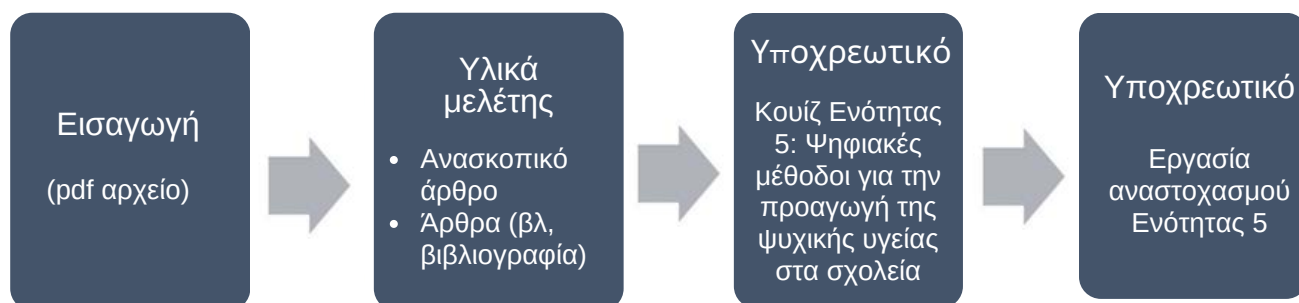 Εισαγωγή
(pdf αρχείο)
Υλικά
μελέτης
• Ανασκοπικό
άρθρο
• Άρθρα (βλ,
βιβλιογραφία)
Υποχρεωτικό
Κουίζ Ενότητας
5: Ψηφιακές
μέθοδοι για την
προαγωγή της
ψυχικής υγείας
στα σχολεία
Υποχρεωτικό
Εργασία
αναστοχασμού
Ενότητας 5